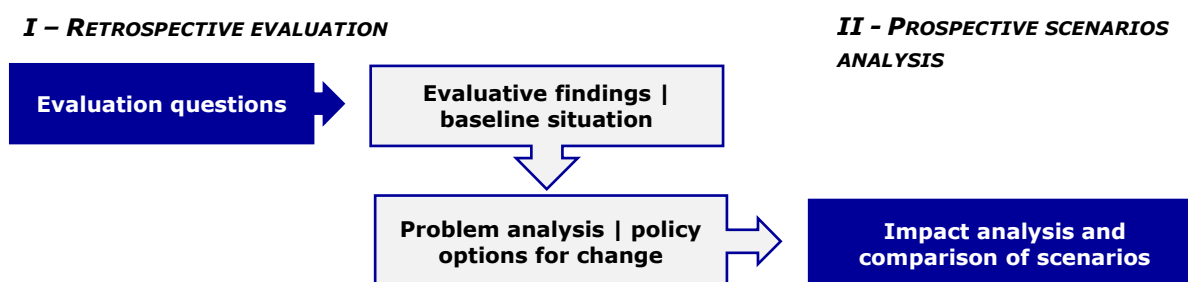 I – RETROSPECTIVE EVALUATION
II - PROSPECTIVE SCENARIOS
ANALYSIS
Evaluation questions
Evaluative findings |
baseline situation
Problem analysis | policy
options for change
Impact analysis and
comparison of scenarios